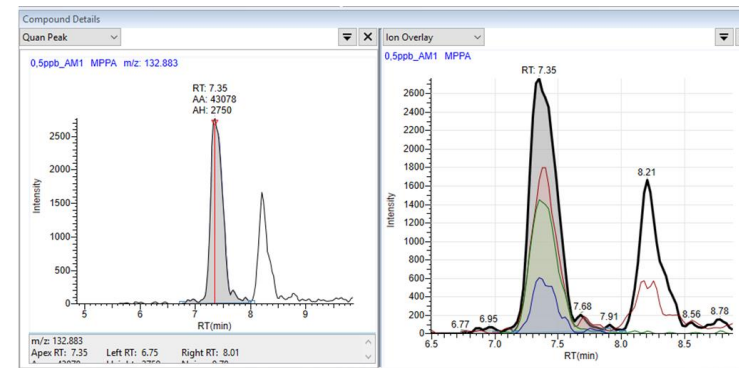 Compound Details
Quan Peak
Ion Overlay
0,5ppb_AM1 MPPA m/z: 132.883
RT: 7.35
AA: 43078
AH: 2750
2500
2000
1500
1000
500
0
Intensity
5 6 7 8 9
RT(min)
m/z: 132.883
Apex RT: 7.35 Left RT: 6.75 Right RT: 8.01
0,5ppb_AM1 MPPA
RT: 7.35
2600
2400
2200
2000
1800
1600
1400
1200
1000
800
600
400
200
0
Intensity
8.21
6.77 6.95 7.68 7.91 8.56 8.78
6.5 7.0 7.5 8.0 8.5
RT(min)